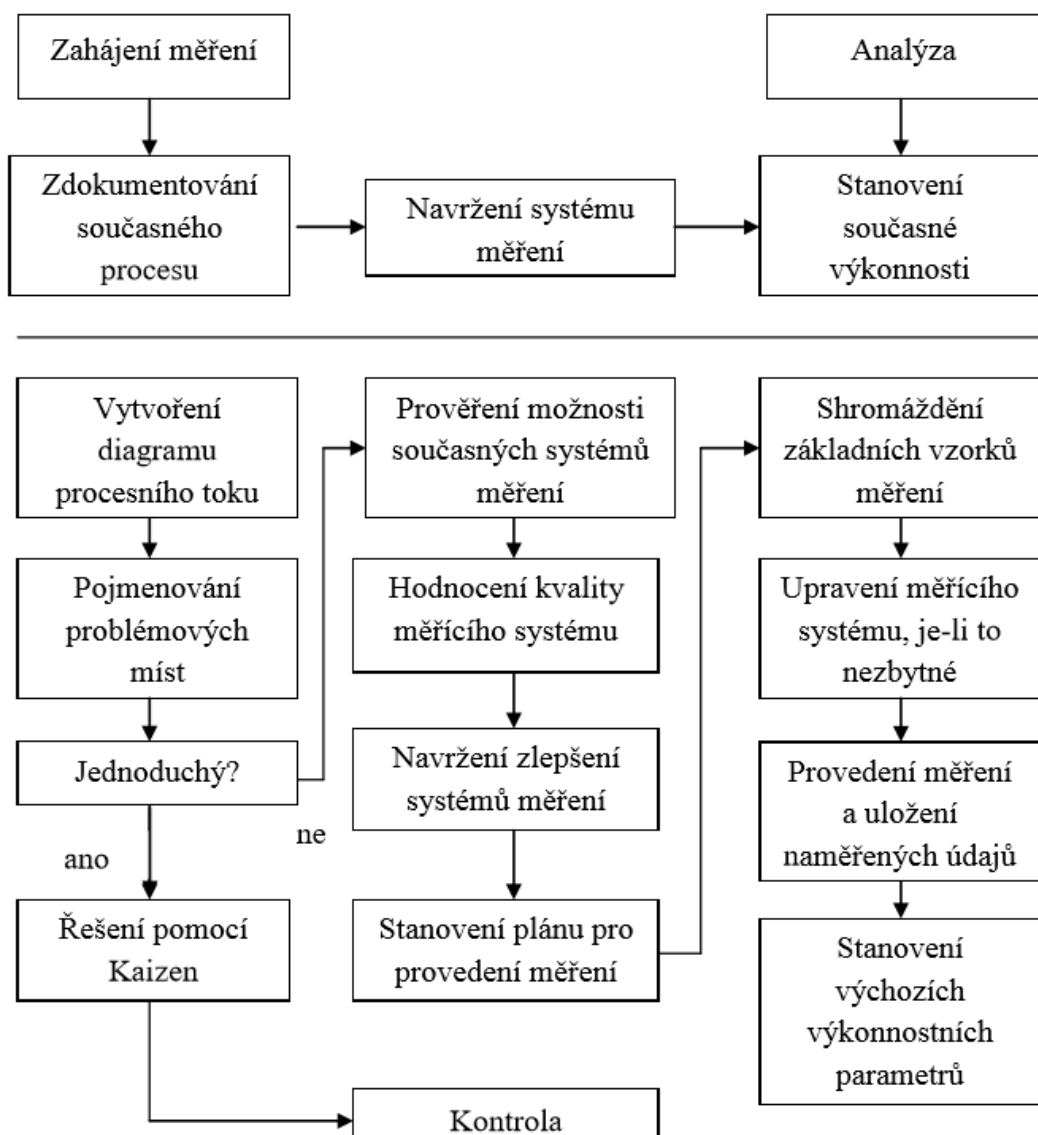 Zahájení měření
Analýza
Zdokumentování
současného
procesu
Navržení systému
měření
Stanovení
současné
výkonnosti
Vytvoření
diagramu
procesního toku
Pojmenování
problémových
míst
Jednoduchý?
ano
ne
Řešení pomocí
Kaizen
Prověření možnosti
současných systémů
měření
Hodnocení kvality
měřícího systému
Navržení zlepšení
systémů měření
Stanovení plánu pro
provedení měření
Kontrola
Shromáždění
základních vzorků
měření
Upravení měřícího
systému, je-li to
nezbytné
Provedení měření
a uložení
naměřených údajů
Stanovení
výchozích
výkonnostních
parametrů